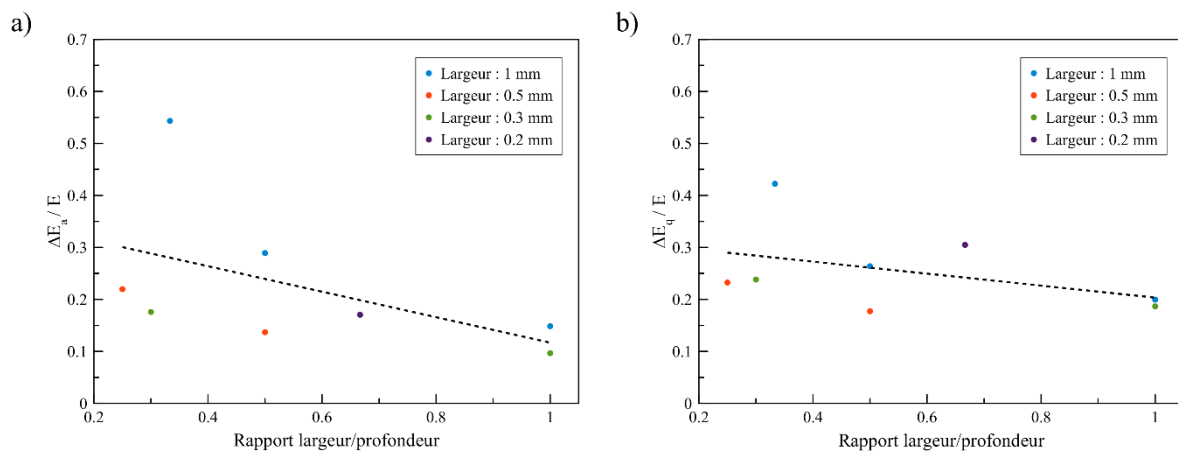 a)
0.7
0.6
0.5
0.4
0.3
0.2
0.1
0
ΔE_a / E
0.2
0.4
0.6
0.8
1
Rapport largeur/profondeur
Largeur : 1 mm
Largeur : 0.5 mm
Largeur : 0.3 mm
Largeur : 0.2 mm
b)
0.7
0.6
0.5
0.4
0.3
0.2
0.1
0
ΔE_q / E
0.2
0.4
0.6
0.8
1
Rapport largeur/profondeur
Largeur : 1 mm
Largeur : 0.5 mm
Largeur : 0.3 mm
Largeur : 0.2 mm